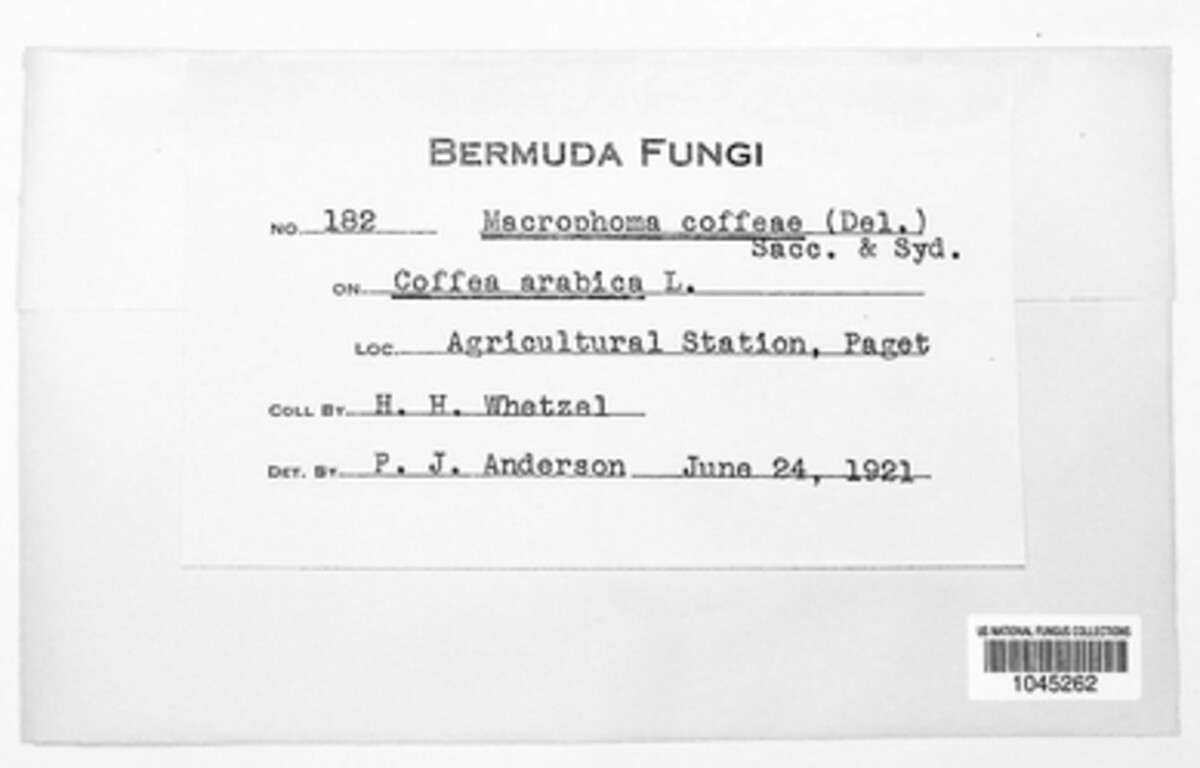 BERMUDA FUNGI
NO. 182 Macrophoma coffeae (Del.)
Sacc. & Syd.
ON Coffea arabica L.
LOC. Agricultural Station, Paget
COLL BY H. H. Whetzel
DET. BY P. J. Anderson June 24, 1921
US NATIONAL FUNGUS COLLECTIONS
1045262